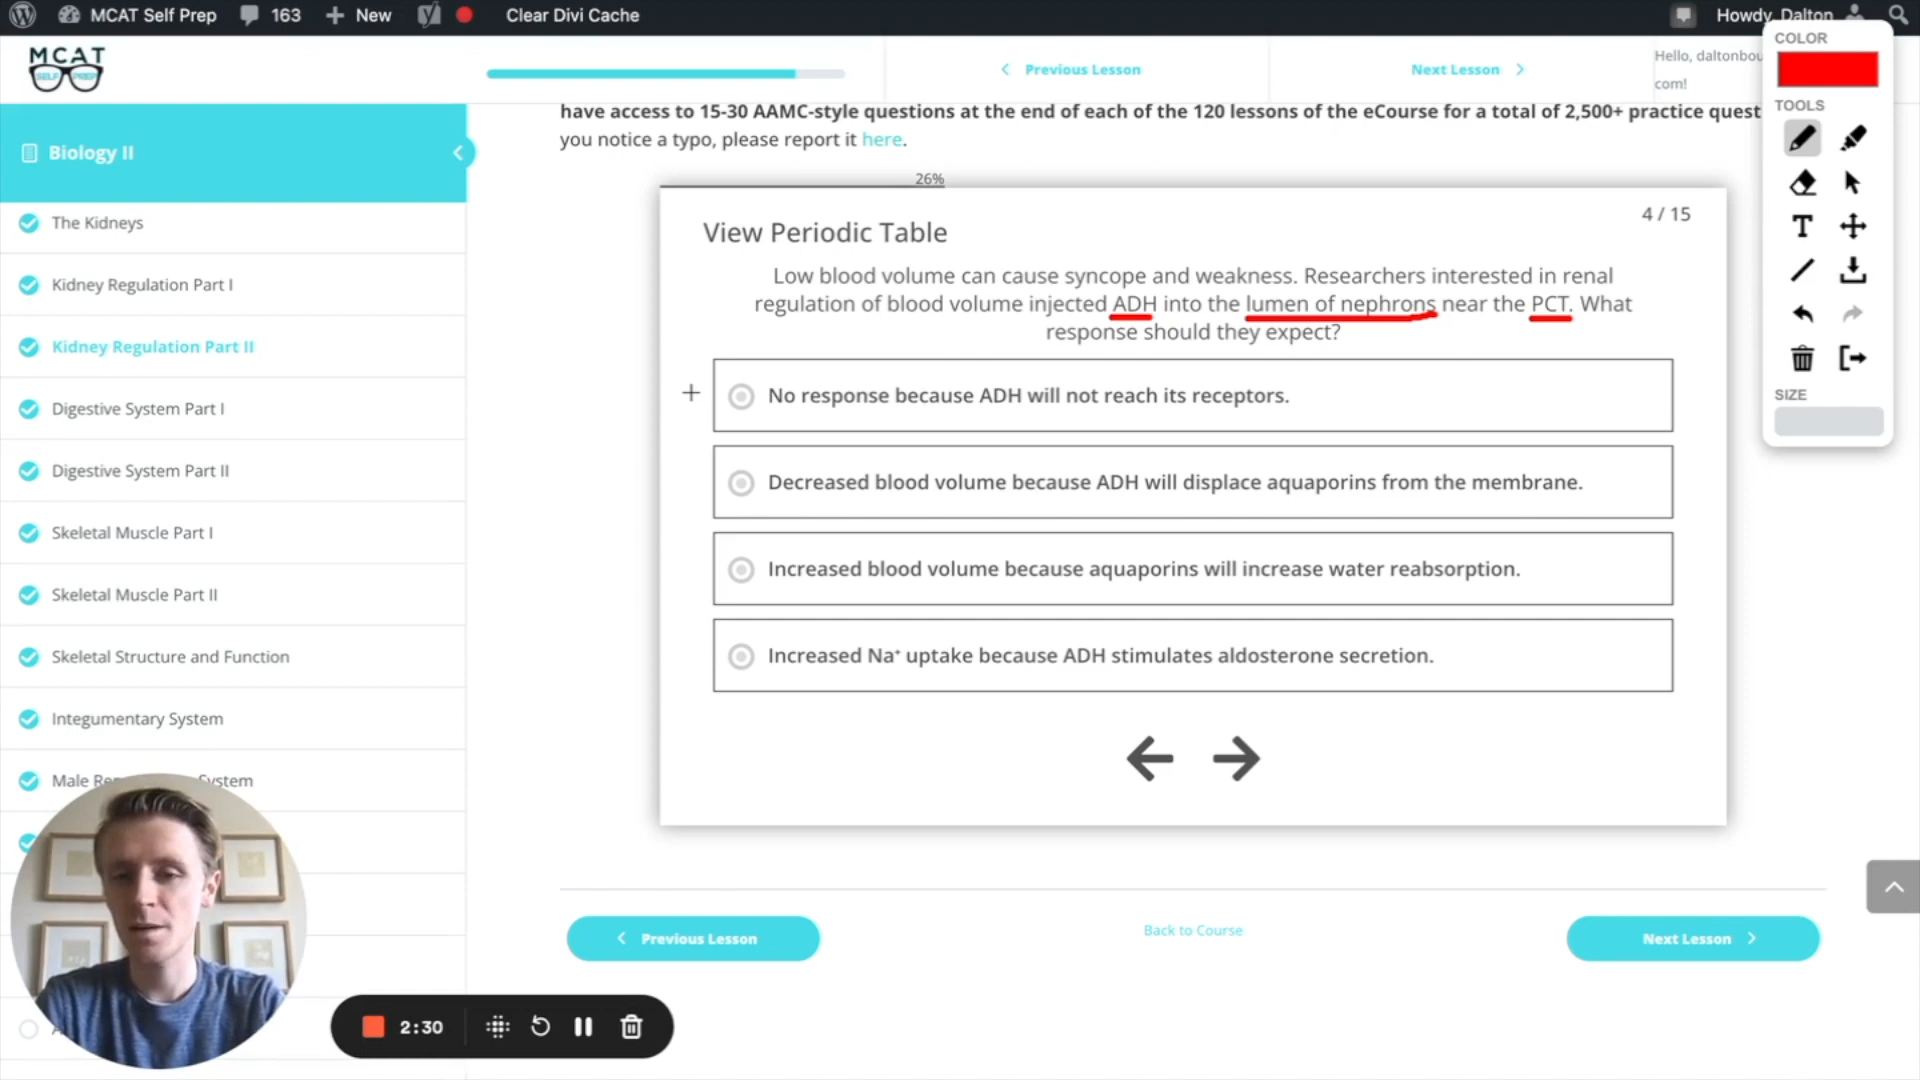 MCAT Self Prep
163
New
Clear Divi Cache
Howdy, Dalton
MCAT
SELF PREP
Previous Lesson
Next Lesson
Hello, daltonbou
com!
COLOR
TOOLS
SIZE
have access to 15-30 AAMC-style questions at the end of each of the 120 lessons of the eCourse for a total of 2,500+ practice quest
you notice a typo, please report it here.
Biology II
The Kidneys
Kidney Regulation Part I
Kidney Regulation Part II
Digestive System Part I
Digestive System Part II
Skeletal Muscle Part I
Skeletal Muscle Part II
Skeletal Structure and Function
Integumentary System
Male Re System
26%
4 / 15
View Periodic Table
Low blood volume can cause syncope and weakness. Researchers interested in renal
regulation of blood volume injected ADH into the lumen of nephrons near the PCT. What
response should they expect?
No response because ADH will not reach its receptors.
Decreased blood volume because ADH will displace aquaporins from the membrane.
Increased blood volume because aquaporins will increase water reabsorption.
Increased Na⁺ uptake because ADH stimulates aldosterone secretion.
Previous Lesson
Back to Course
Next Lesson
2:30